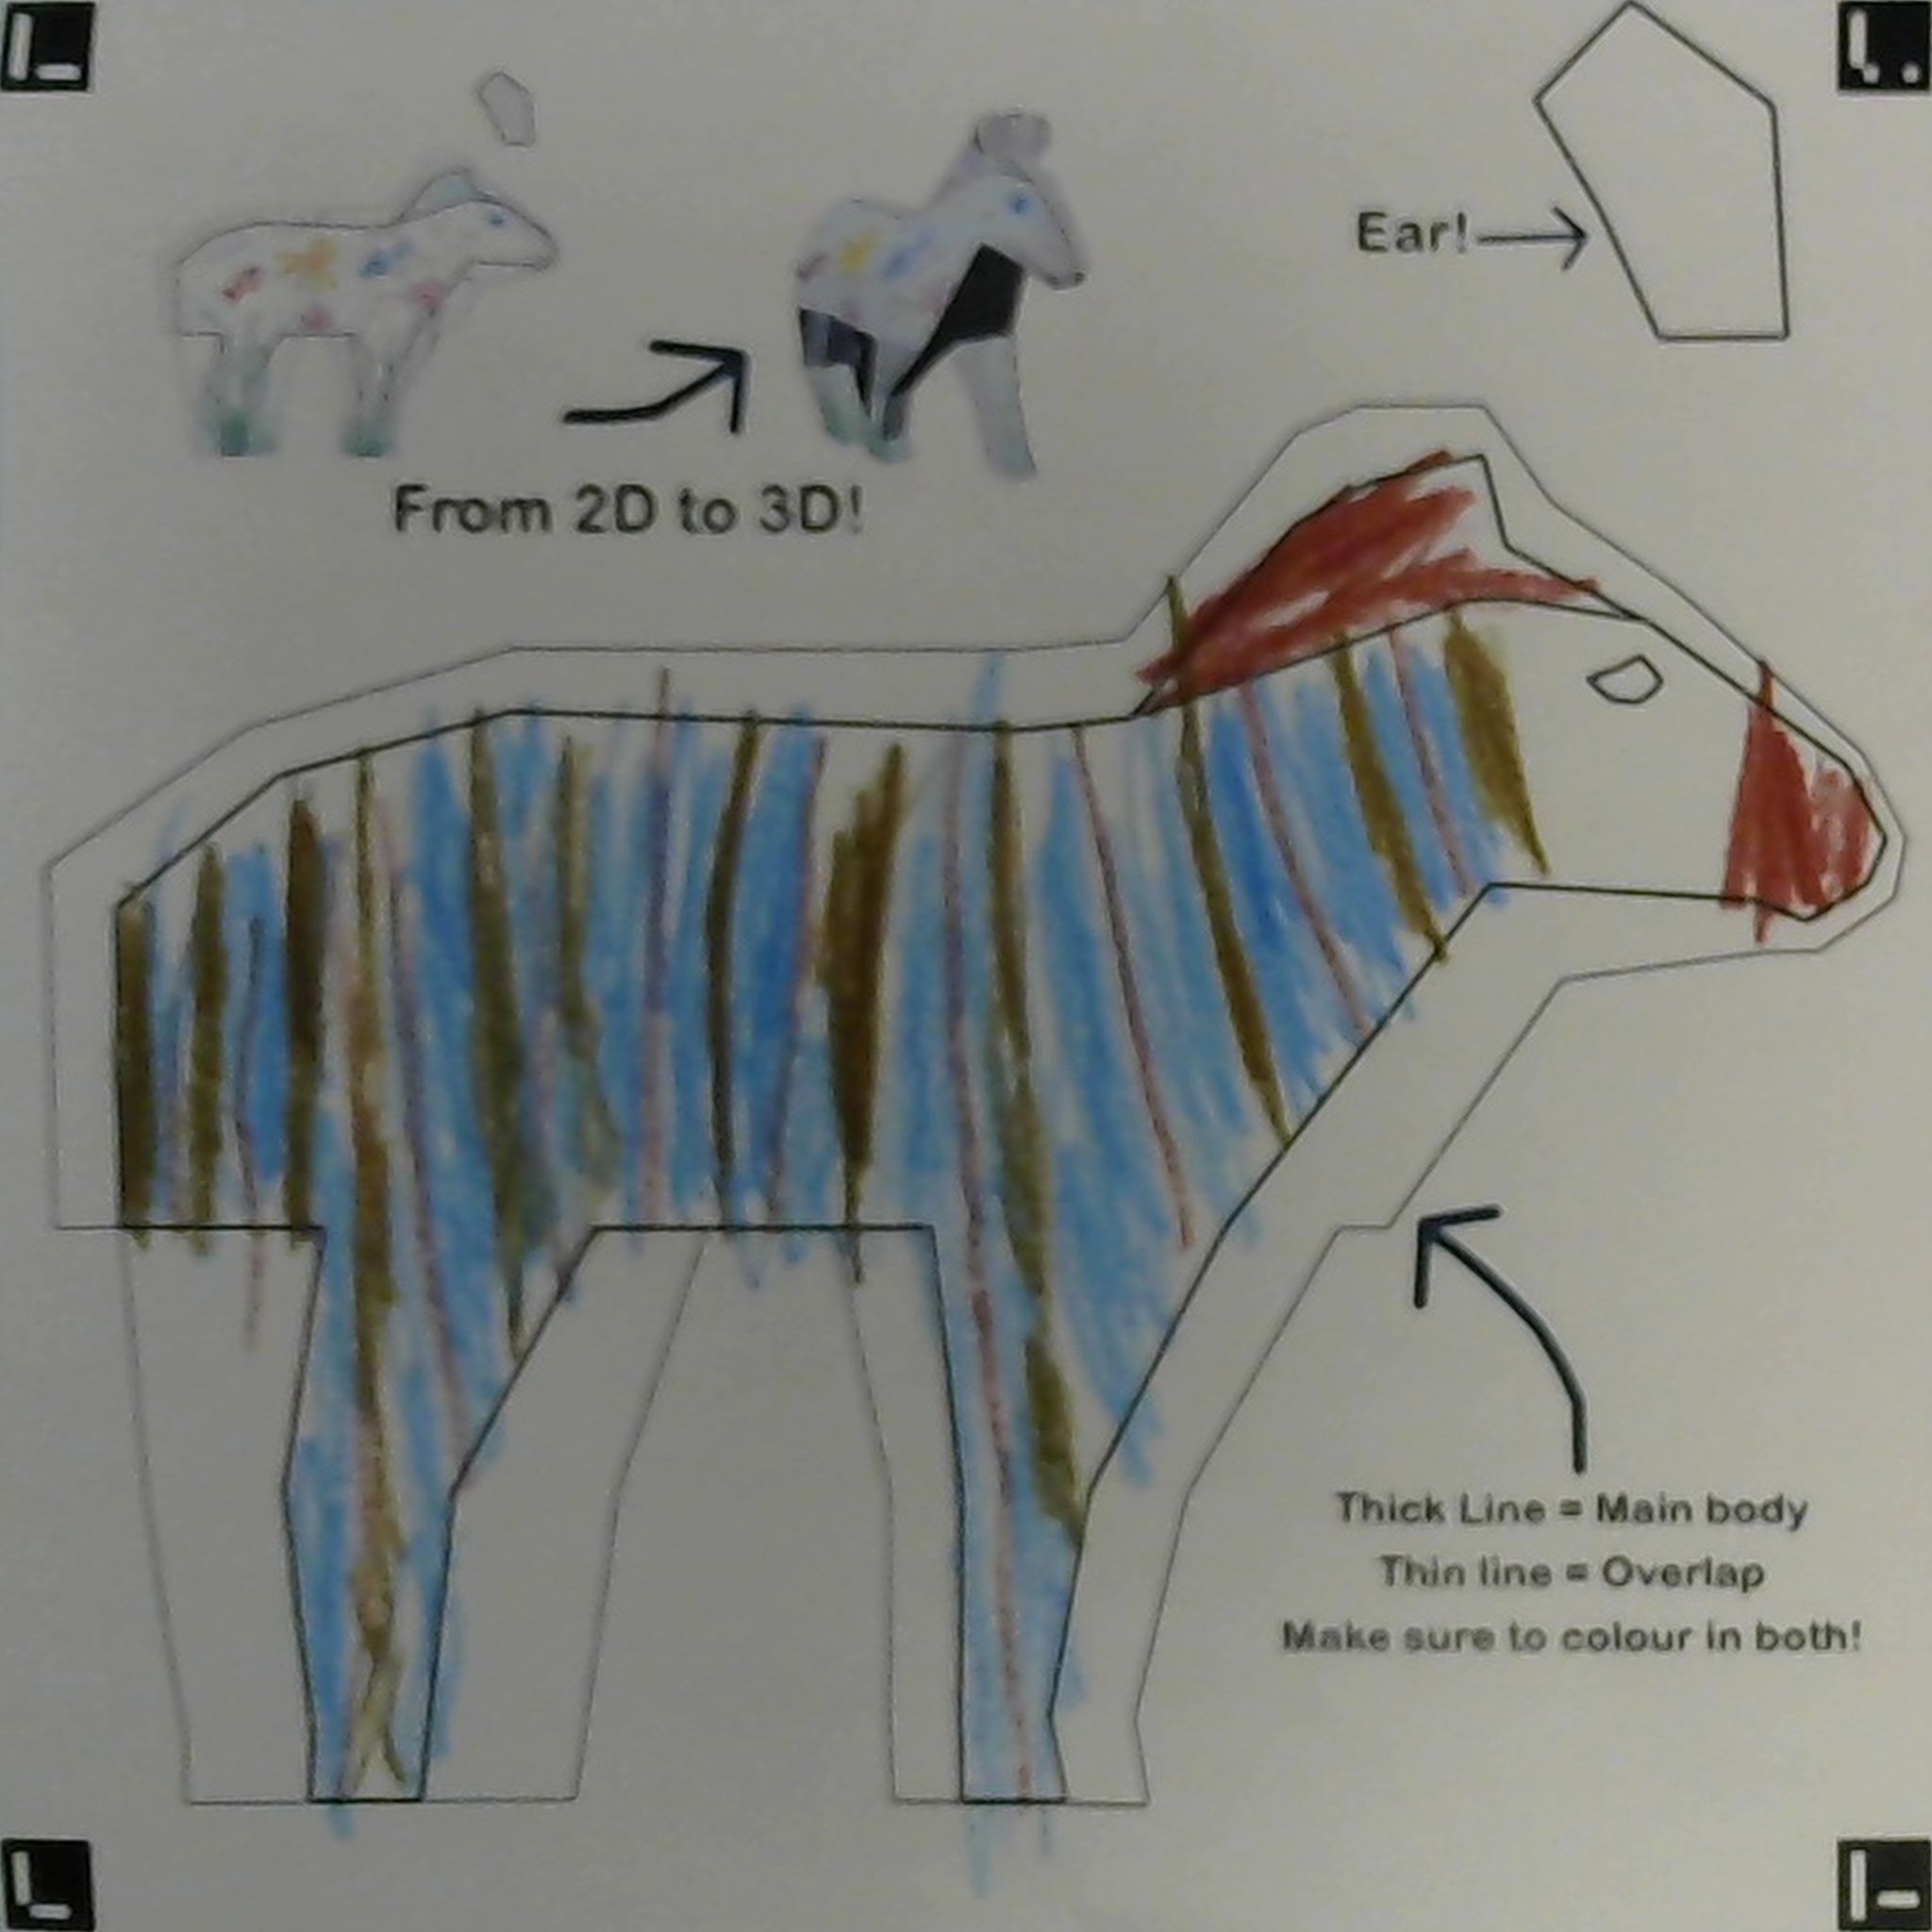 Ear!
From 2D to 3D!
Thick Line = Main body
Thin line = Overlap
Make sure to colour in both!